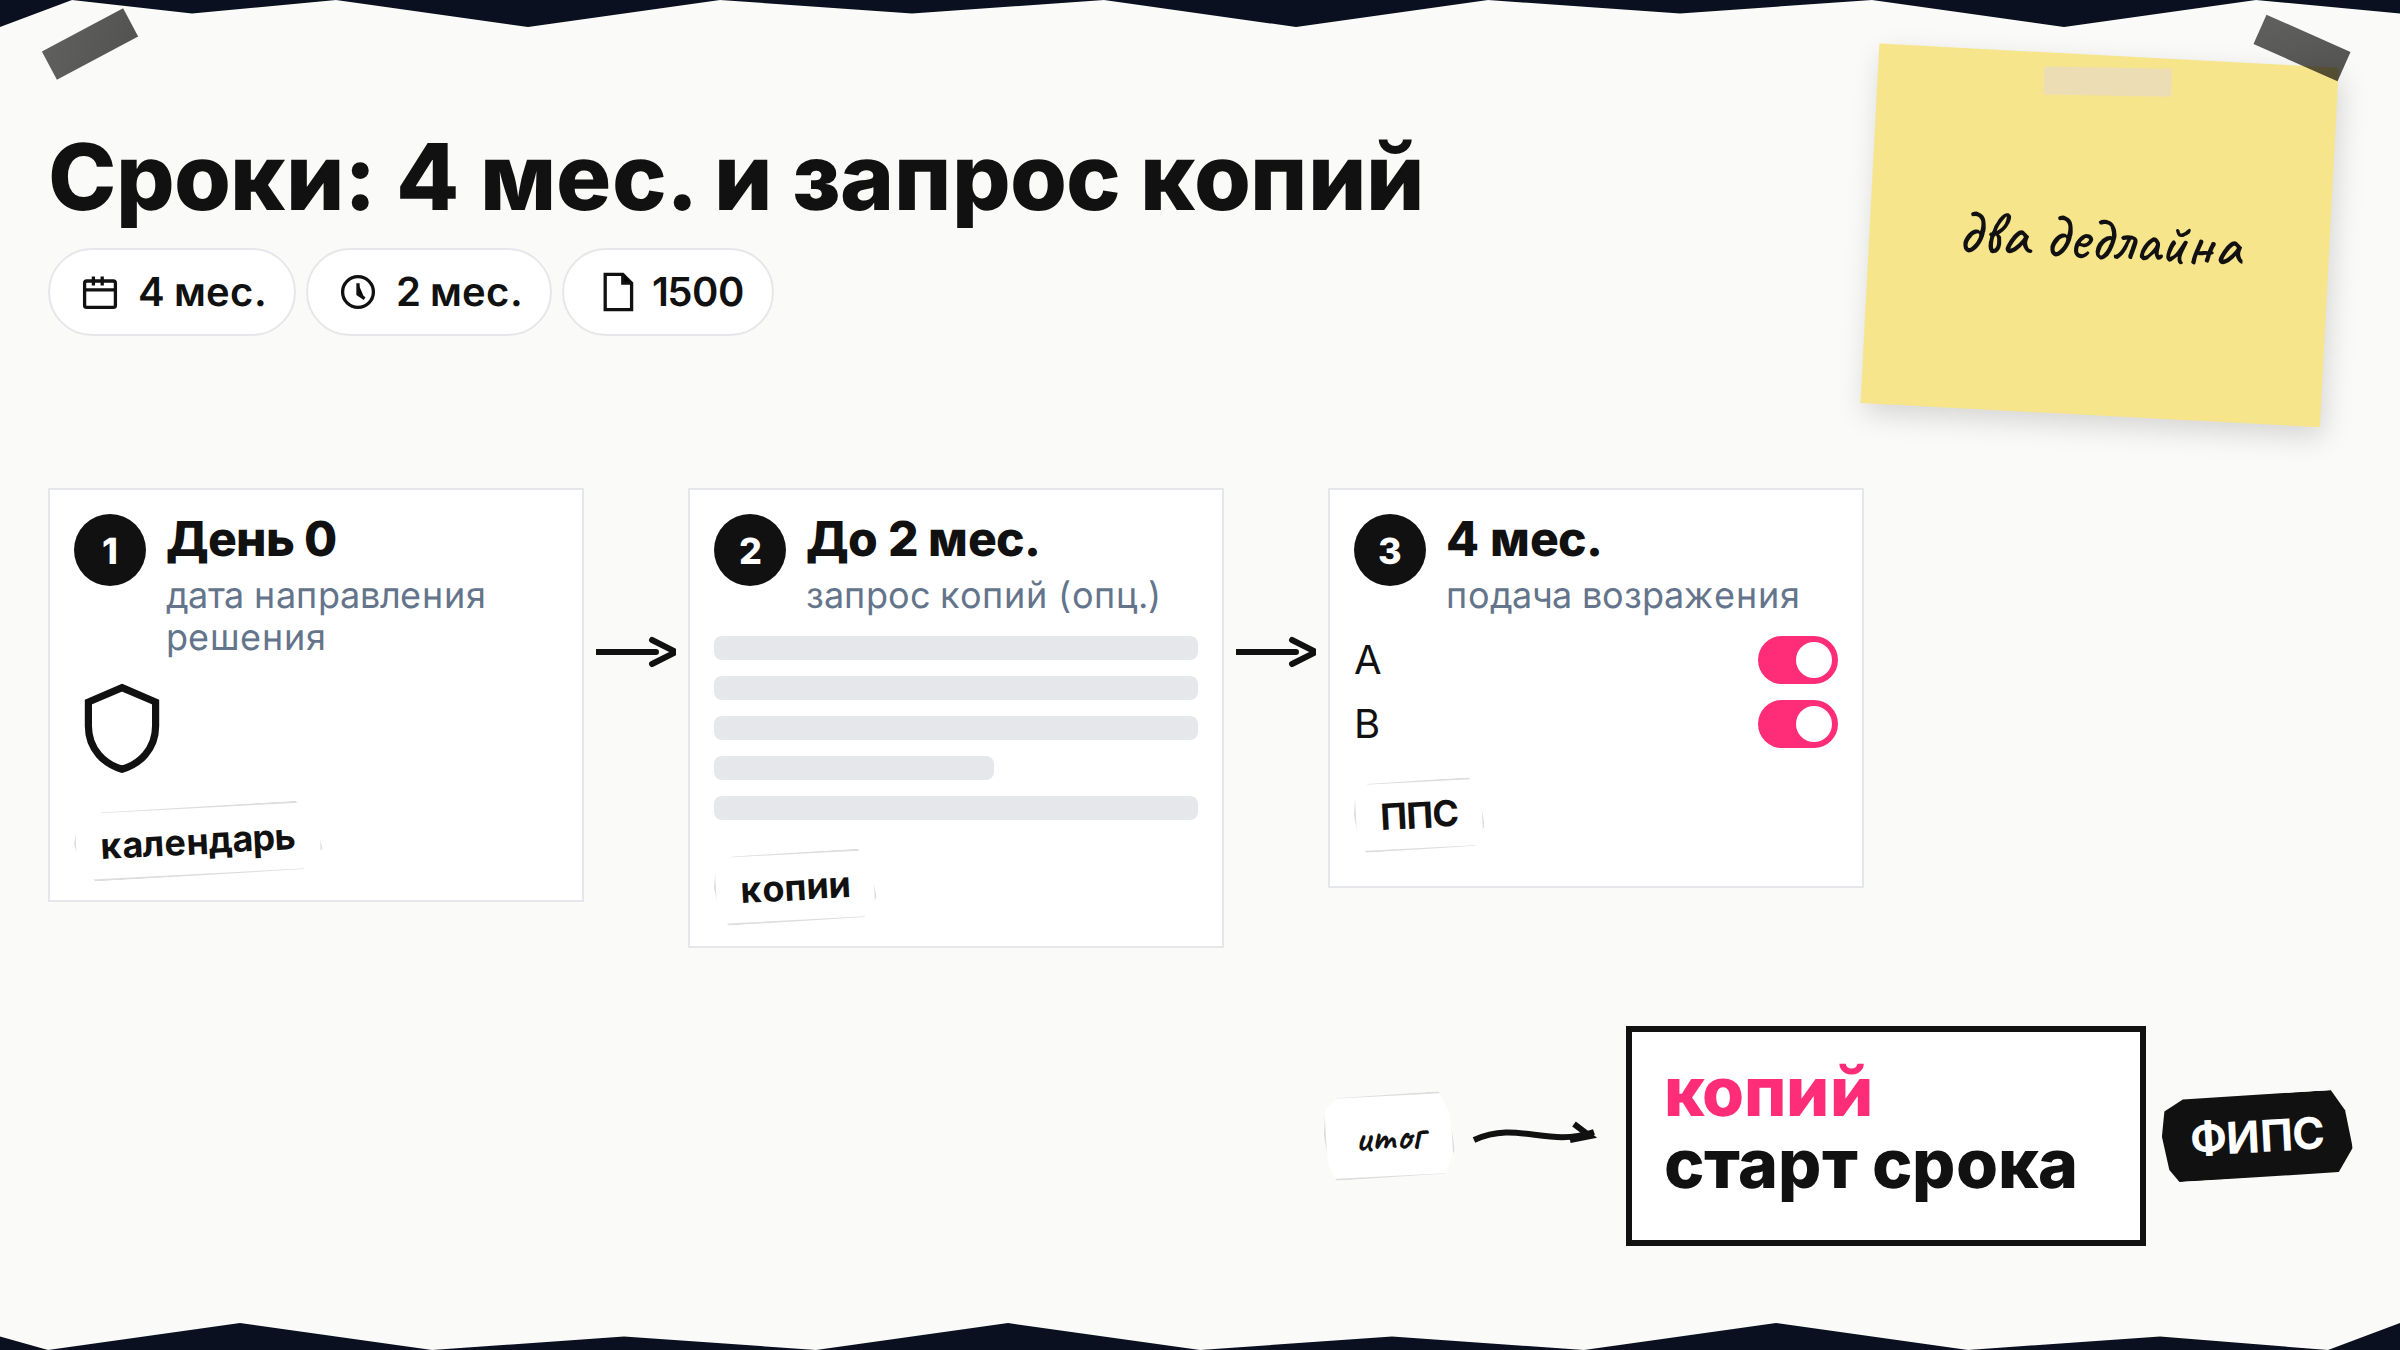 Сроки: 4 мес. и запрос копий
4 мес.
2 мес.
1500
два дедлайна
1
День 0
дата направления
решения
календарь
2
До 2 мес.
запрос копий (опц.)
копии
3
4 мес.
подача возражения
A
B
ППС
итог
копий
старт срока
ФИПС